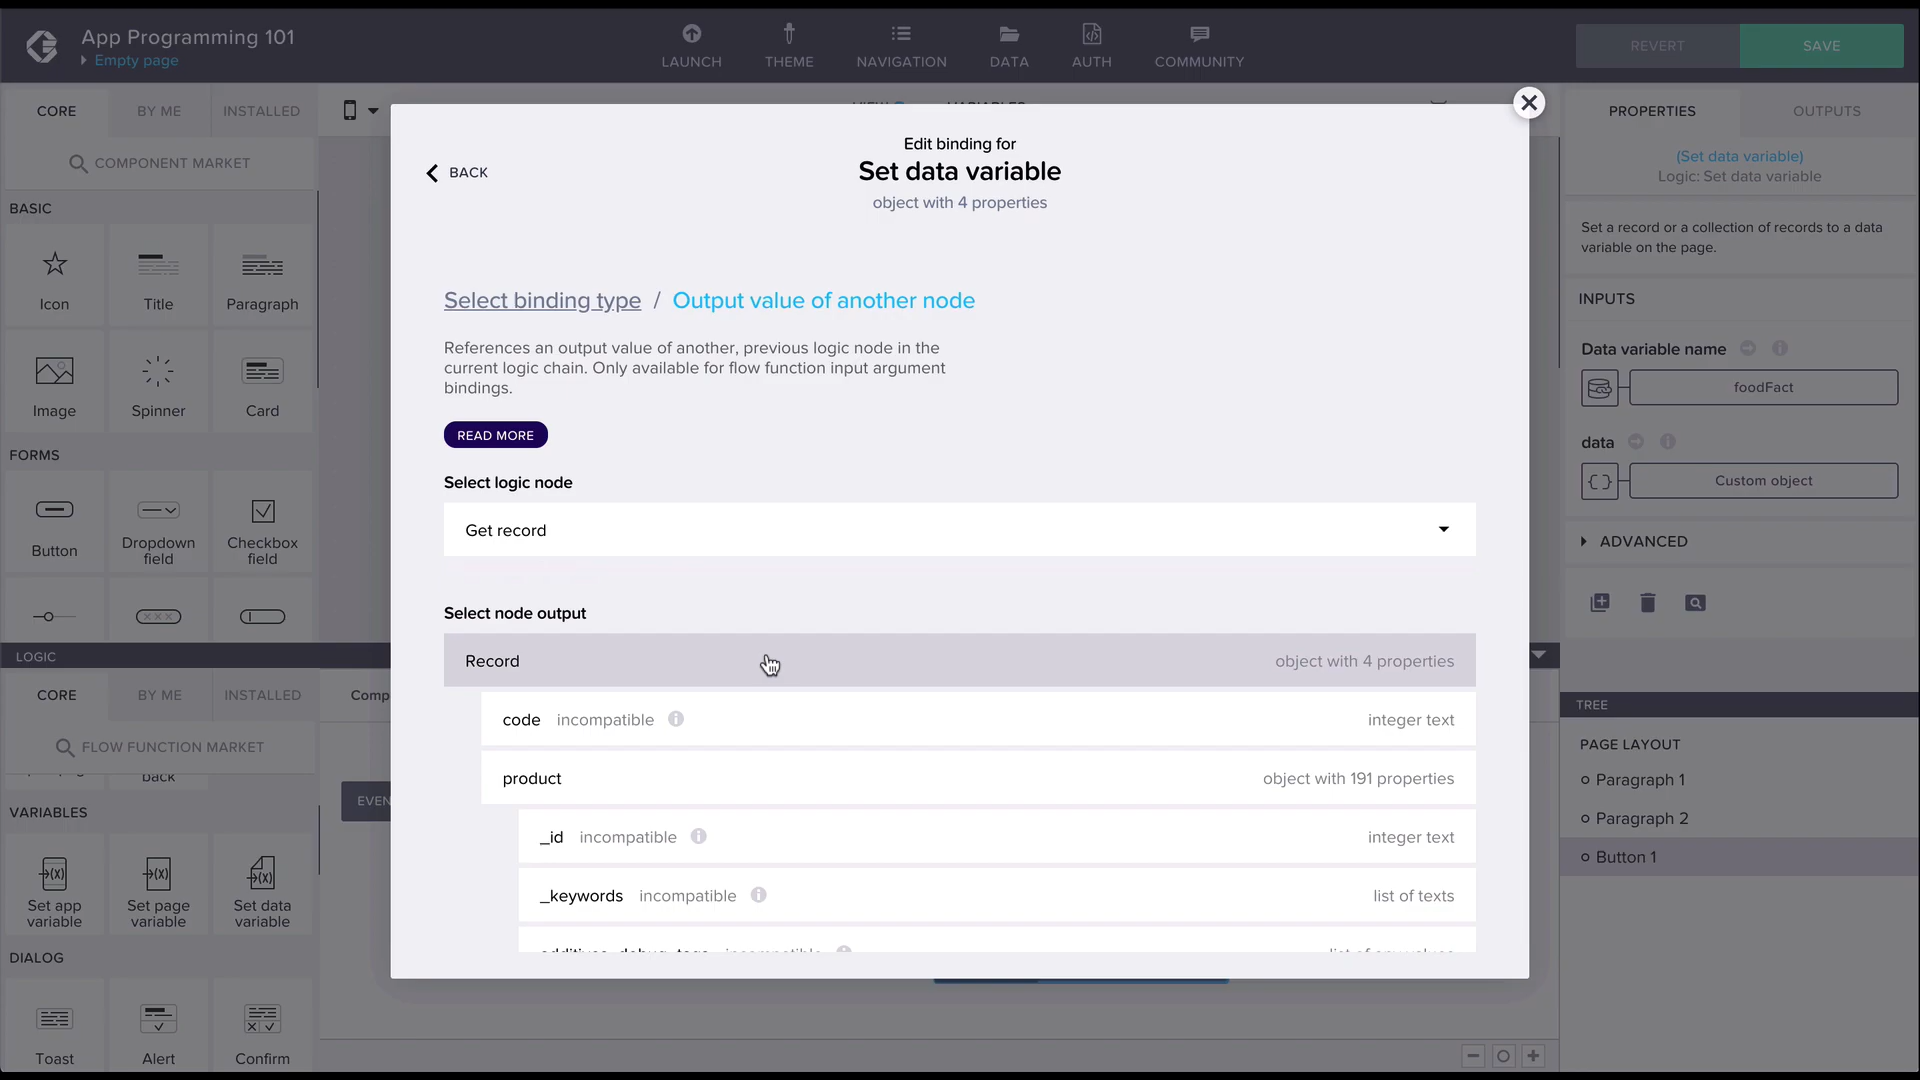 App Programming 101
Empty page
LAUNCH
THEME
NAVIGATION
DATA
AUTH
COMMUNITY
REVERT
SAVE
CORE
BY ME
INSTALLED
COMPONENT MARKET
BASIC
Icon
Title
Paragraph
Image
Spinner
Card
FORMS
Button
Dropdown
field
Checkbox
field
LOGIC
CORE
BY ME
INSTALLED
Comp
FLOW FUNCTION MARKET
back
EVEN
VARIABLES
Set app
variable
Set page
variable
Set data
variable
DIALOG
Toast
Alert
Confirm
VARIABLES
Edit binding for
BACK
Set data variable
object with 4 properties
Select binding type / Output value of another node
References an output value of another, previous logic node in the
current logic chain. Only available for flow function input argument
bindings.
READ MORE
Select logic node
Get record
Select node output
Record object with 4 properties
code incompatible integer text
product object with 191 properties
_id incompatible integer text
_keywords incompatible list of texts
PROPERTIES
OUTPUTS
(Set data variable)
Logic: Set data variable
Set a record or a collection of records to a data
variable on the page.
INPUTS
Data variable name
foodFact
data
Custom object
ADVANCED
TREE
PAGE LAYOUT
Paragraph 1
Paragraph 2
Button 1